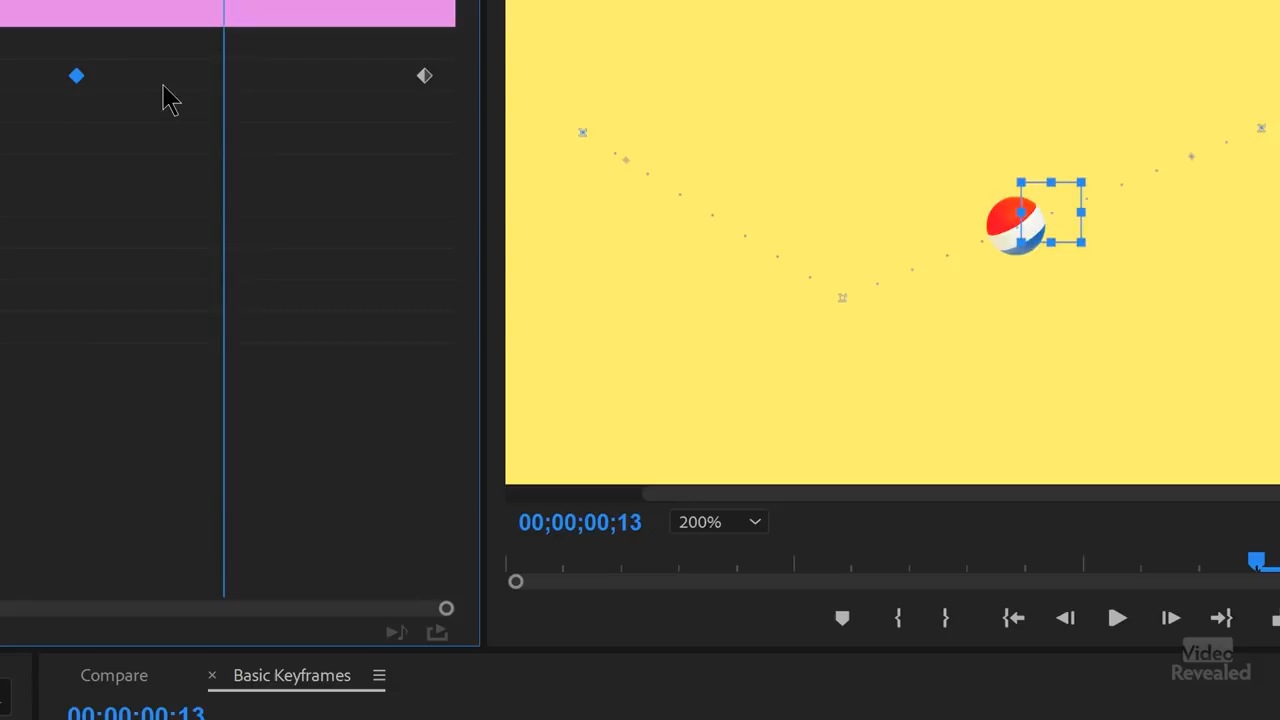 00;00;00;13
200%
Video
Revealed
Compare
× Basic Keyframes
00:00:00:13